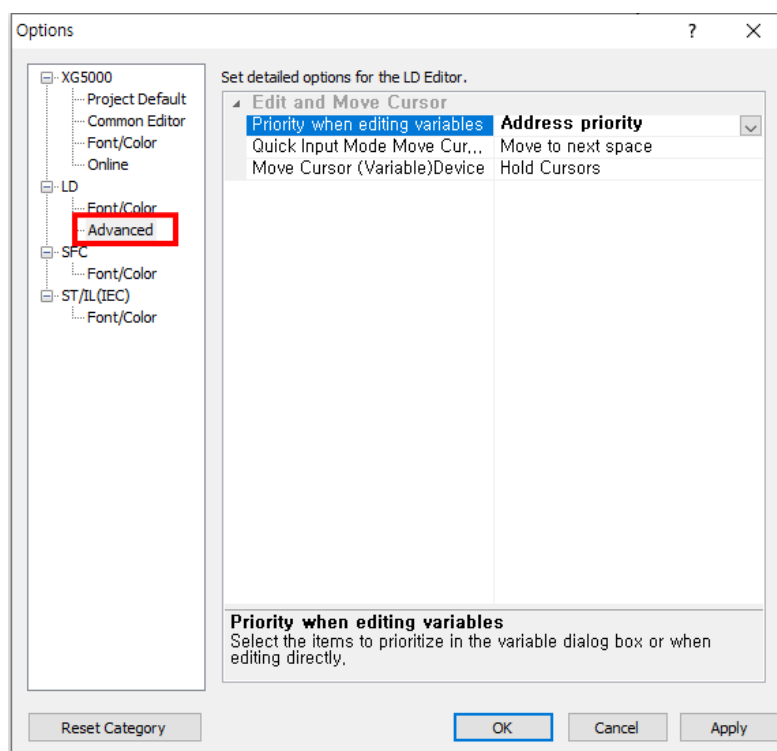 Options
?
XG5000
Project Default
Common Editor
Font/Color
Online
LD
Font/Color
Advanced
SFC
Font/Color
ST/IL(IEC)
Font/Color
Set detailed options for the LD Editor.
Edit and Move Cursor
Priority when editing variables Address priority
Quick Input Mode Move Cur... Move to next space
Move Cursor (Variable)Device Hold Cursors
Priority when editing variables
Select the items to prioritize in the variable dialog box or when
editing directly.
Reset Category
OK
Cancel
Apply